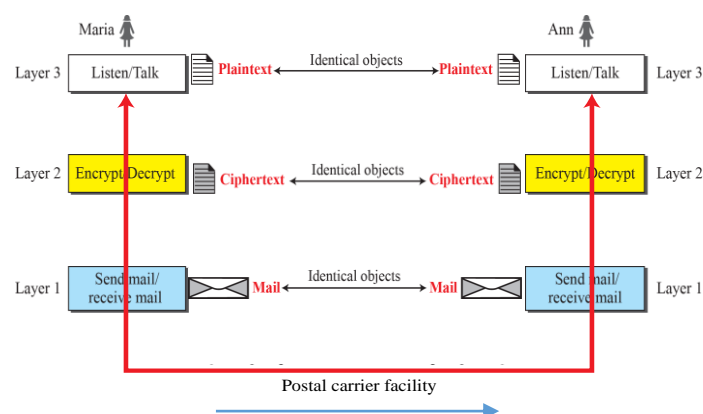 Maria Ann
Layer 3 Listen/Talk Plaintext Identical objects Plaintext Listen/Talk Layer 3
Layer 2 Encrypt/Decrypt Ciphertext Identical objects Ciphertext Encrypt/Decrypt Layer 2
Layer 1 Send mail/ receive mail Mail Identical objects Mail Send mail/ receive mail Layer 1
Postal carrier facility